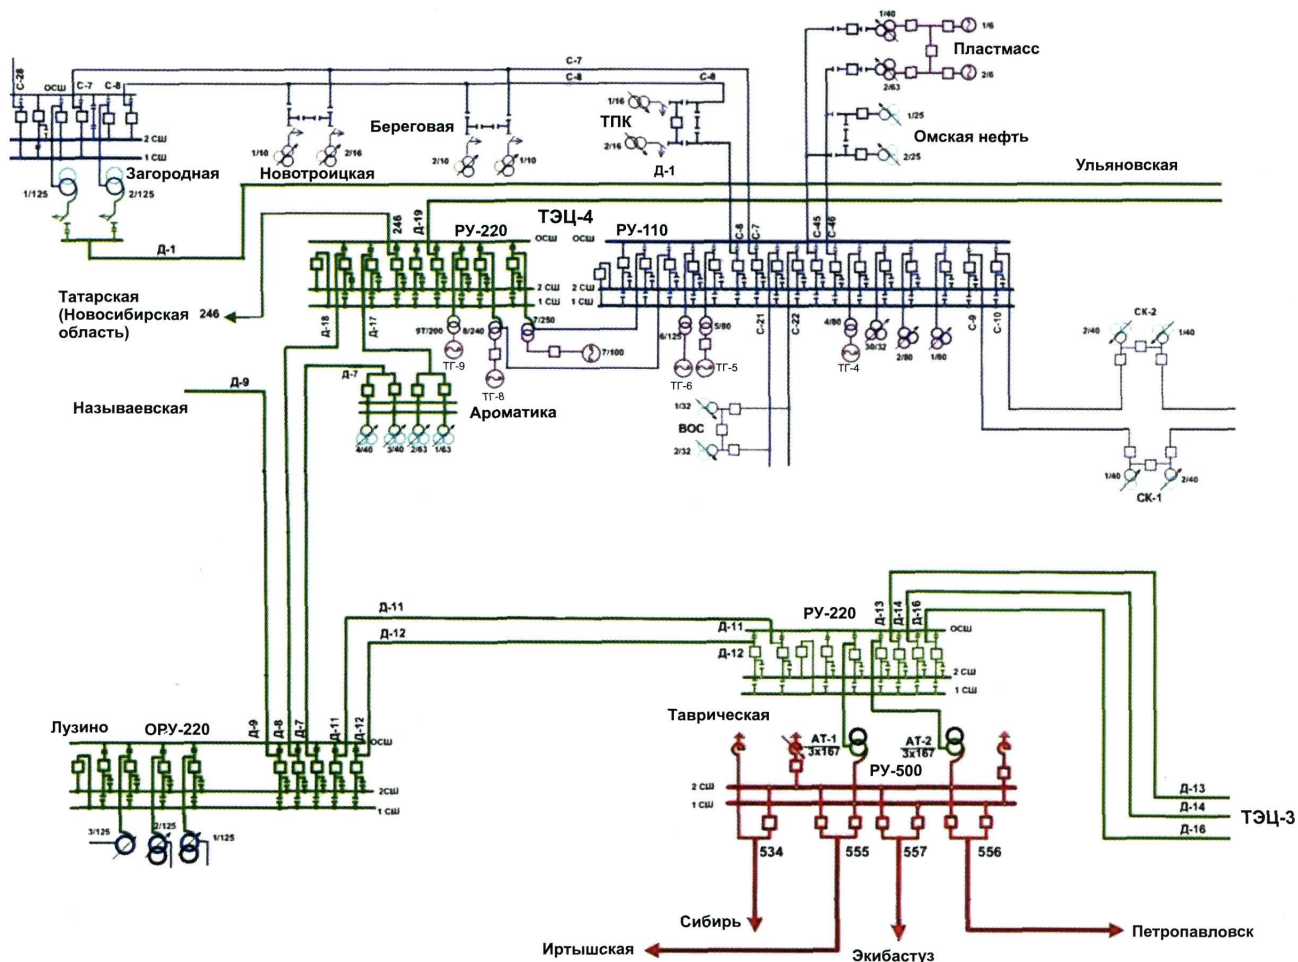 1/40
1/6
Пластмасс
2/63
2/6
С-7
С-8
С-8
С-28
ОСШ
С-7
С-8
2 СШ
1 СШ
1/125
2/125
Загородная
1/10
2/16
Новотроицкая
Береговая
2/10
1/10
1/16
ТПК
2/16
Д-1
1/25
Омская нефть
2/25
Ульяновская
Д-1
246
Д-19
ТЭЦ-4
РУ-220
ОСШ
2 СШ
1 СШ
ОСШ
РУ-110
2 СШ
1 СШ
С-8
С-7
С-45
С-46
Татарская
(Новосибирская
область)
246
Д-18
Д-17
9Т/200
8/240
7/250
7/100
ТГ-9
ТГ-8
6/125
5/80
ТГ-6
ТГ-5
С-21
С-22
4/80
ТГ-4
30/32
2/80
1/80
С-9
С-10
2/40
СК-2
1/40
1/40
2/40
СК-1
1/32
ВОС
2/32
Д-9
Называевская
Д-7
Ароматика
4/40
3/40
2/63
1/63
Д-11
Д-12
Д-11
Д-12
РУ-220
Д-13
Д-14
Д-16
ОСШ
2 СШ
1 СШ
Лузино
ОРУ-220
Д-9
Д-8
Д-7
Д-11
Д-12
ОСШ
2СШ
1 СШ
3/125
2/125
1/125
Таврическая
АТ-1
3х167
АТ-2
3х167
РУ-500
2 СШ
1 СШ
534
555
557
556
Д-13
Д-14
ТЭЦ-3
Д-16
Сибирь
Иртышская
Экибастуз
Петропавловск